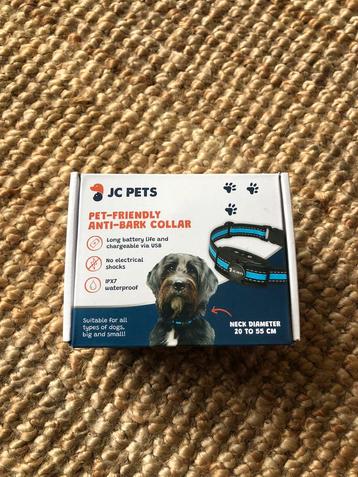 JC PETS
PET-FRIENDLY
ANTI-BARK COLLAR
Long battery life and
chargeable via USB
No electrical
shocks
IPX7
waterproof
Suitable for all
types of dogs,
big and small!
NECK DIAMETER
20 TO 55 CM